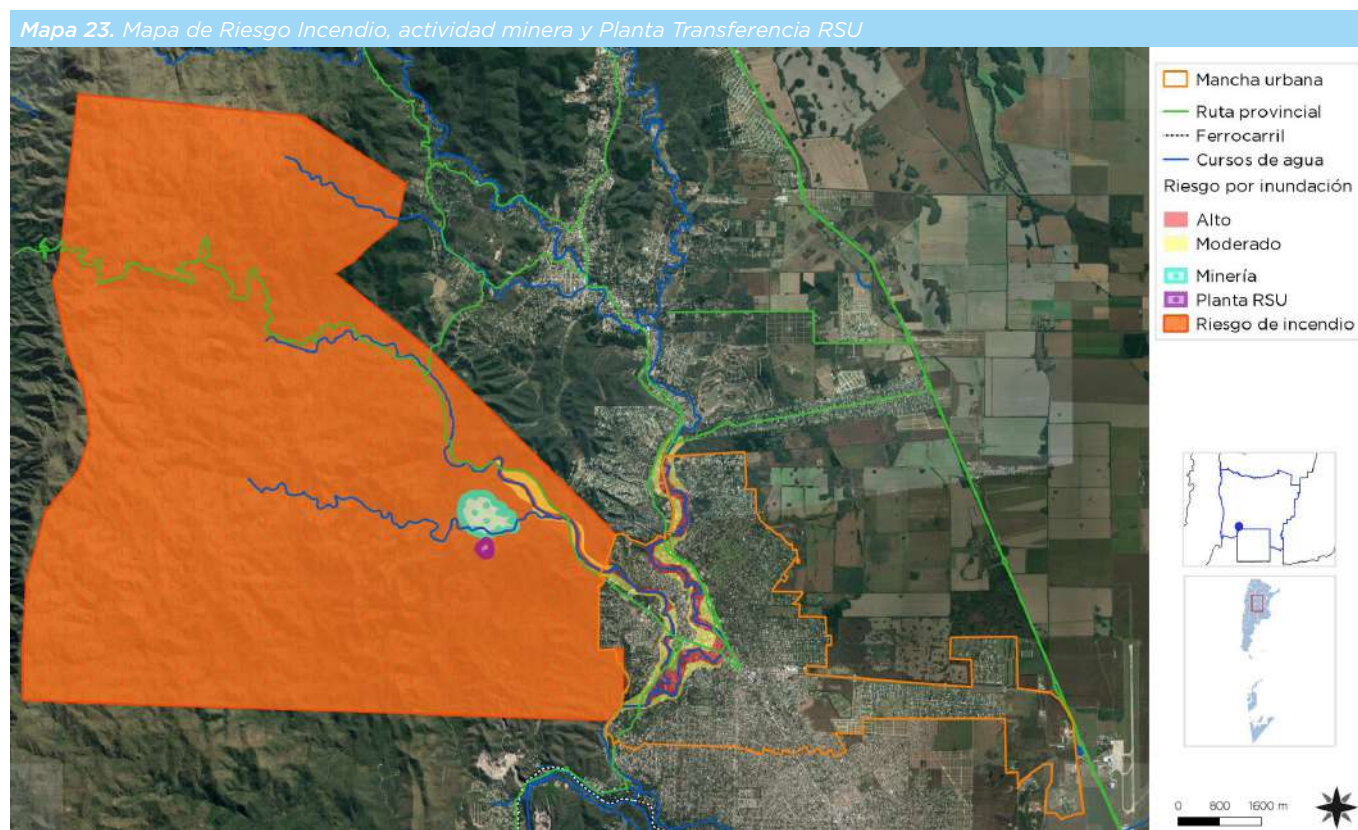 Mapa 23. Mapa de Riesgo Incendio, actividad minera y Planta Transferencia RSU
Mancha urbana
Ruta provincial
Ferrocarril
Cursos de agua
Riesgo por inundación
Alto
Moderado
Minería
Planta RSU
Riesgo de incendio
0 800 1600 m